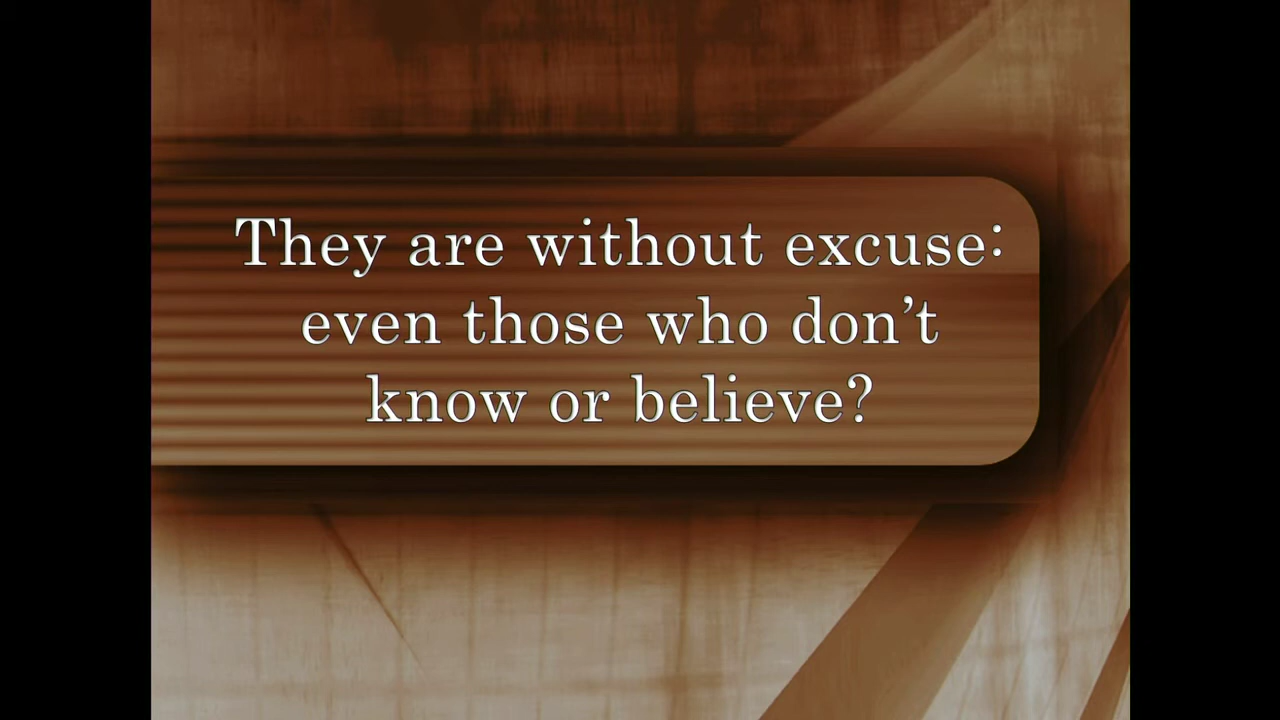 They are without excuse:
even those who don’t
know or believe?